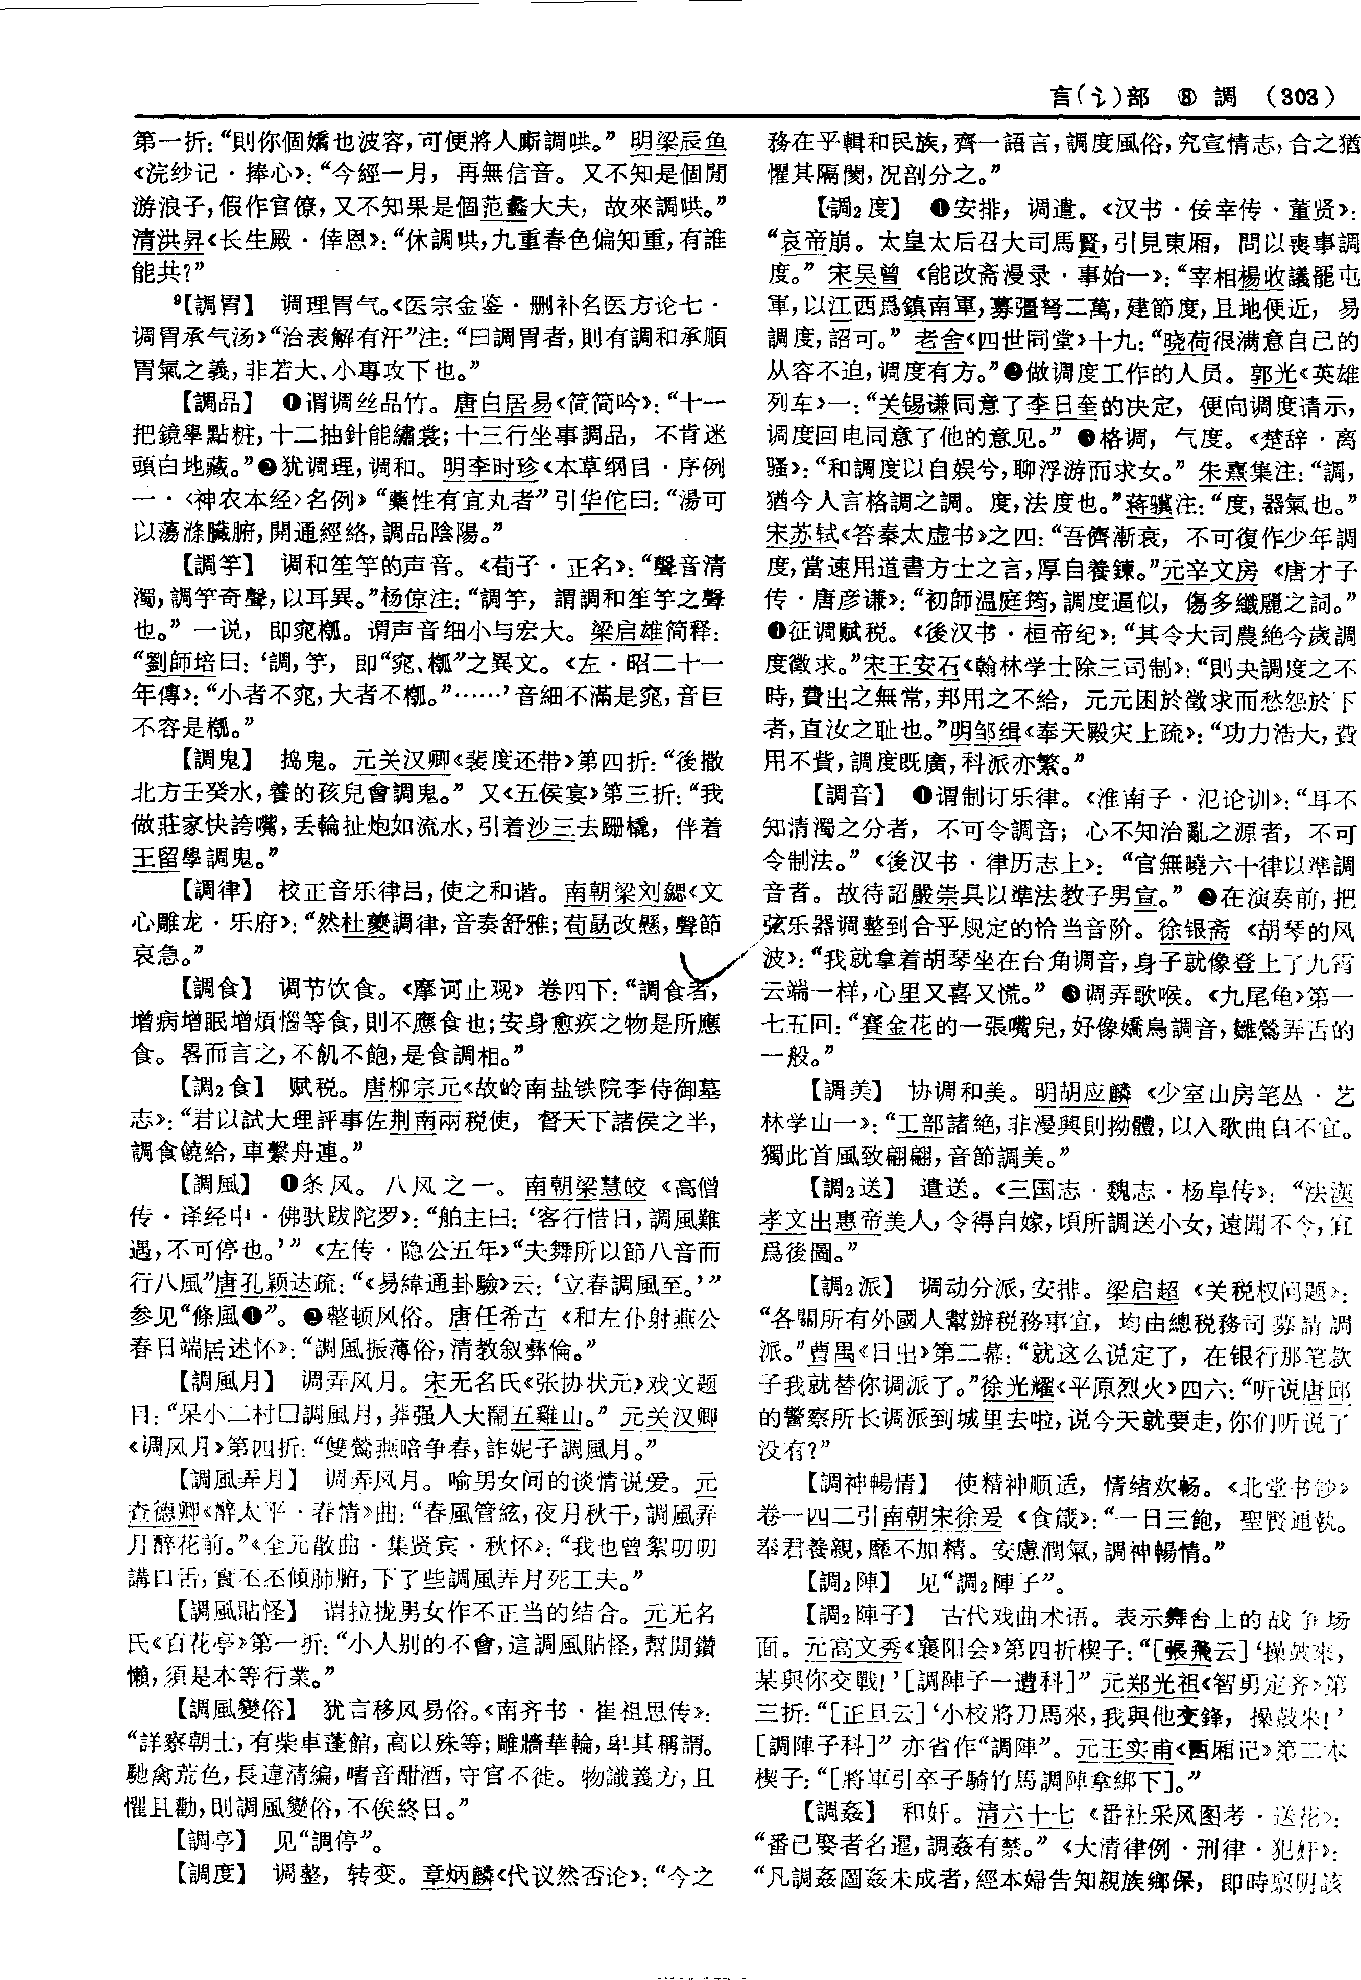 言(讠)部 ⑧ 調 (303)
第一折：“則你個嬌也波容，可便將人厮調哄。” 明梁辰鱼
《浣纱记·捧心》：“今經一月，再無信音。又不知是個閒
游浪子，假作官僚，又不知果是個范蠡大夫，故來調哄。”
清洪昇《长生殿·倖恩》：“休調哄，九重春色偏知重，有誰
能共？”
⁹【調胃】 调理胃气。《医宗金鉴·删补名医方论七·
调胃承气汤》“治表解有汗”注：“曰調胃者，則有調和承順
胃氣之義，非若大、小專攻下也。”
【調品】 ❶谓调丝品竹。唐白居易《简简吟》：“十一
把鏡學點粧，十二抽針能繡裳；十三行坐事調品，不肯迷
頭白地藏。”❷犹调理，调和。明李时珍《本草纲目·序例
一·〈神农本经〉名例》“藥性有宜丸者”引华佗曰：“湯可
以蕩滌臟腑，開通經絡，調品陰陽。”
【調竽】 调和笙竽的声音。《荀子·正名》：“聲音清
濁，調竽奇聲，以耳異。”杨倞注：“調竽，謂調和笙竽之聲
也。” 一说，即窕槬。谓声音细小与宏大。梁启雄简释：
“劉師培曰：‘調，竽，即“窕、槬”之異文。《左·昭二十一
年傳》：“小者不窕，大者不槬。”……’音細不滿是窕，音巨
不容是槬。”
【調鬼】 捣鬼。元关汉卿《裴度还带》第四折：“後撒
北方壬癸水，養的孩兒會調鬼。” 又《五侯宴》第三折：“我
做莊家快誇嘴，丢輪扯炮如流水，引着沙三去跚橇，伴着
王留學調鬼。”
【調律】 校正音乐律吕，使之和谐。南朝梁刘勰《文
心雕龙·乐府》：“然杜夔調律，音奏舒雅；荀勗改懸，聲節
哀急。”
【調食】 调节饮食。《摩诃止观》卷四下：“調食者，
增病增眠增煩惱等食，則不應食也；安身愈疾之物是所應
食。畧而言之，不飢不飽，是食調相。”
【調₂食】 赋税。唐柳宗元《故岭南盐铁院李侍御墓
志》：“君以試大理評事佐荆南兩税使，督天下諸侯之半，
調食饒給，車擊舟連。”
【調風】 ❶条风。八风之一。南朝梁慧皎《高僧
传·译经中·佛驮跋陀罗》：“舶主曰：‘客行惜日，調風難
遇，不可停也。’” 《左传·隐公五年》“夫舞所以節八音而
行八風”唐孔颖达疏：“《易緯通卦驗》云：‘立春調風至。’”
参见“條風❶”。 ❷整顿风俗。唐任希古《和左仆射燕公
春日端居述怀》：“調風振薄俗，清教叙彝倫。”
【調風月】 调弄风月。宋无名氏《张协状元》戏文题
目：“呆小二村口調風月，莽强人大鬧五雞山。” 元关汉卿
《调风月》第四折：“雙鶯燕暗争春，詐妮子調風月。”
【調風弄月】 调弄风月。喻男女间的谈情说爱。元
查德卿《醉太平·春情》曲：“春風管絃，夜月秋千，調風弄
月醉花前。”《全元散曲·集贤宾·秋怀》：“我也曾絮叨叨
講口舌，實丕丕傾肺腑，下了些調風弄月死工夫。”
【調風貼怪】 谓拉拢男女作不正当的结合。元无名
氏《百花亭》第一折：“小人别的不會，這調風貼怪，幫閒鑽
懶，須是本等行業。”
【調風變俗】 犹言移风易俗。《南齐书·崔祖思传》：
“詳察朝士，有柴車蓬館，高以殊等；雕牆華輪，卑其稱謂。
馳禽荒色，長違清編，嗜音酣酒，守官不徙。物識義方，且
懼且勸，則調風變俗，不俟終日。”
【調亭】 见“調停”。
【調度】 调整，转变。章炳麟《代议然否论》：“今之
務在乎輯和民族，齊一語言，調度風俗，究宣情志，合之猶
懼其隔閡，况剖分之。”
【調₂度】 ❶安排，调遣。《汉书·佞幸传·董贤》：
“哀帝崩。太皇太后召大司馬賢，引見東厢，問以喪事調
度。” 宋吴曾《能改斋漫录·事始一》：“宰相楊收議罷屯
軍，以江西爲鎮南軍，募彊弩二萬，建節度，且地便近，易
調度，詔可。” 老舍《四世同堂》十九：“晓荷很满意自己的
从容不迫，调度有方。”❷做调度工作的人员。郭光《英雄
列车》一：“关锡谦同意了李日奎的决定，便向调度请示，
调度回电同意了他的意见。” ❸格调，气度。《楚辞·离
骚》：“和調度以自娱兮，聊浮游而求女。” 朱熹集注：“調，
猶今人言格調之調。度，法度也。”蒋骥注：“度，器氣也。”
宋苏轼《答秦太虚书》之四：“吾儕漸衰，不可復作少年調
度，當速用道書方士之言，厚自養鍊。”元辛文房《唐才子
传·唐彦谦》：“初師温庭筠，調度逼似，傷多纖麗之詞。”
❹征调赋税。《後汉书·桓帝纪》：“其令大司農絶今歲調
度徵求。”宋王安石《翰林学士除三司制》：“則夬調度之不
時，費出之無常，邦用之不給，元元困於徵求而愁怨於下
者，直汝之耻也。”明邹缉《奉天殿灾上疏》：“功力浩大，費
用不貲，調度既廣，科派亦繁。”
【調音】 ❶谓制订乐律。《淮南子·氾论训》：“耳不
知清濁之分者，不可令調音；心不知治亂之源者，不可
令制法。” 《後汉书·律历志上》：“官無曉六十律以準調
音者。故待詔嚴崇具以準法教子男宣。” ❷在演奏前，把
弦乐器调整到合乎规定的恰当音阶。徐银斋《胡琴的风
波》：“我就拿着胡琴坐在台角调音，身子就像登上了九霄
云端一样，心里又喜又慌。” ❸调弄歌喉。《九尾龟》第一
七五回：“賽金花的一張嘴兒，好像嬌鳥調音，雛鶯弄舌的
一般。”
【調美】 协调和美。明胡应麟《少室山房笔丛·艺
林学山一》：“工部諸絶，非漫興則拗體，以入歌曲自不宜。
獨此首風致翩翩，音節調美。”
【調₂送】 遣送。《三国志·魏志·杨阜传》：“法漢
孝文出惠帝美人，令得自嫁，頃所調送小女，遠聞不令，宜
爲後圖。”
【調₂派】 调动分派，安排。梁启超《关税权问题》：
“各關所有外國人幫辦税務事宜，均由總税務司募請調
派。”曹禺《日出》第二幕：“就这么说定了，在银行那笔款
子我就替你调派了。”徐光耀《平原烈火》四六：“听说唐邱
的警察所长调派到城里去啦，说今天就要走，你们听说了
没有？”
【調神暢情】 使精神顺适，情绪欢畅。《北堂书钞》
卷一四二引南朝宋徐爰《食箴》：“一日三飽，聖賢通執。
奉君養親，靡不加精。安慮潤氣，調神暢情。”
【調₂陣】 见“調₂陣子”。
【調₂陣子】 古代戏曲术语。表示舞台上的战争场
面。元高文秀《襄阳会》第四折楔子：“[張飛云]‘操鼓來，
某與你交戰！’[調陣子一遭科]” 元郑光祖《智勇定齐》第
三折：“[正旦云]‘小校將刀馬來，我與他交鋒，操鼓來！’
[調陣子科]” 亦省作“調陣”。元王实甫《西厢记》第二本
楔子：“[將軍引卒子騎竹馬調陣拿綁下]。”
【調姦】 和奸。清六十七《番社采风图考·送花》：
“番已娶者名暹，調姦有禁。” 《大清律例·刑律·犯奸》：
“凡調姦圖姦未成者，經本婦告知親族鄉保，即時禀明該